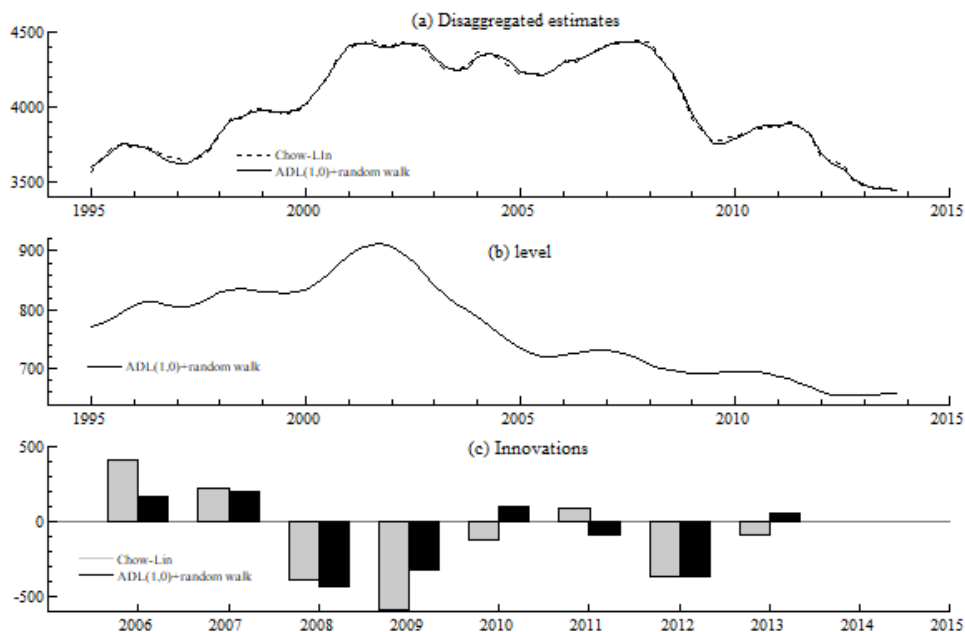 (a) Disaggregated estimates
4500
4000
Chow-LIn
ADL(1,0)+random walk
3500
1995 2000 2005 2010 2015
900
(b) level
800
ADL(1,0)+random walk
700
1995 2000 2005 2010 2015
500
(c) Innovations
0
Chow-Lin
ADL(1,0)+random walk
-500
2006 2007 2008 2009 2010 2011 2012 2013 2014 2015